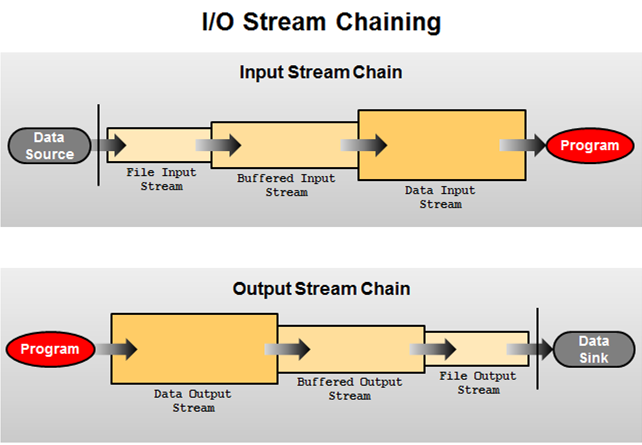 I/O Stream Chaining
Input Stream Chain
Data
Source
File Input
Stream
Buffered Input
Stream
Data Input
Stream
Program
Output Stream Chain
Program
Data Output
Stream
Buffered Output
Stream
File Output
Stream
Data
Sink